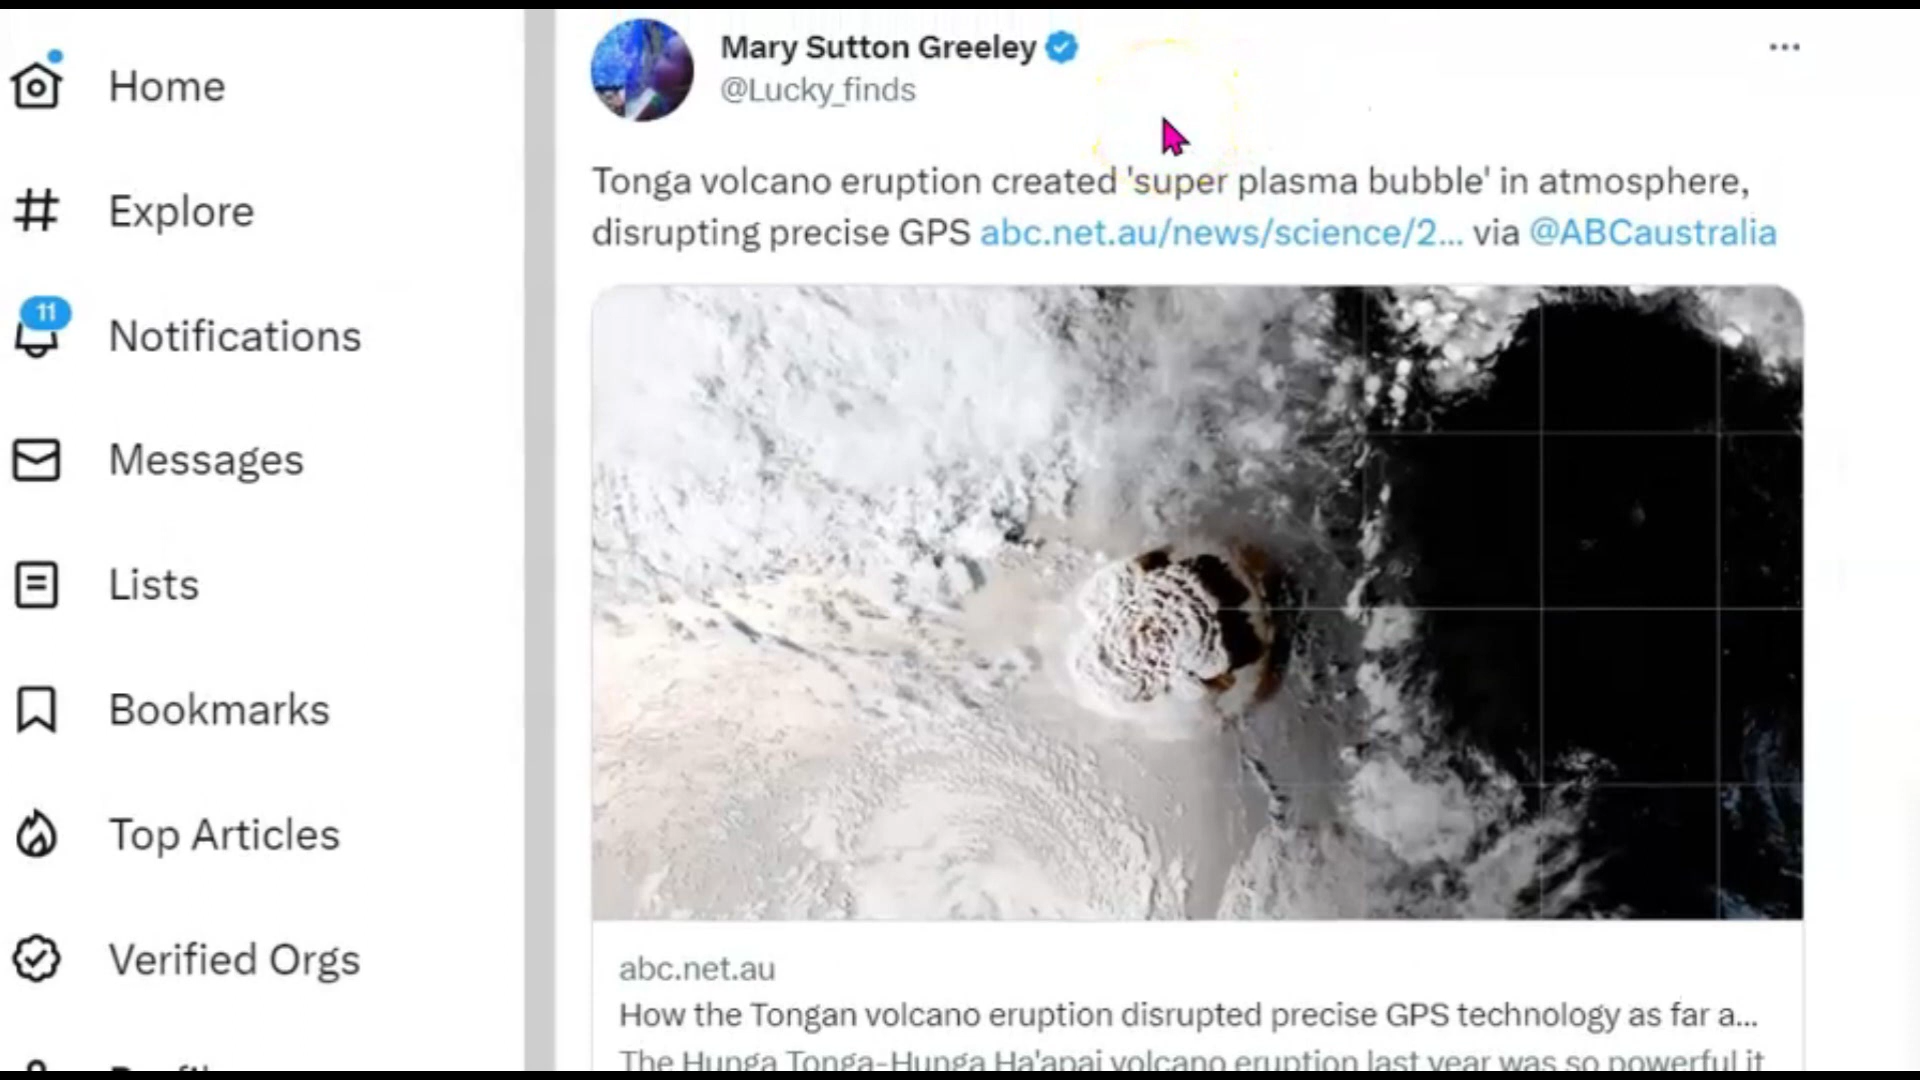 Home
Explore
11
Notifications
Messages
Lists
Bookmarks
Top Articles
Verified Orgs
Mary Sutton Greeley
@Lucky_finds
Tonga volcano eruption created 'super plasma bubble' in atmosphere,
disrupting precise GPS abc.net.au/news/science/2... via @ABCaustralia
abc.net.au
How the Tongan volcano eruption disrupted precise GPS technology as far a...
The Hunga Tonga-Hunga Ha'apai volcano eruption last year was so powerful it